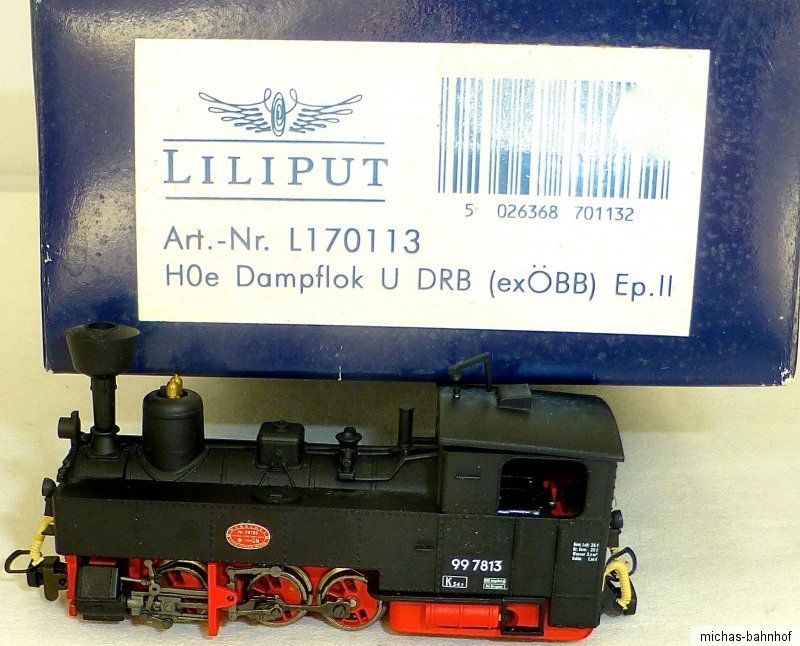 LILIPUT
5 026368 701132
Art.-Nr. L170113
H0e Dampflok U DRB (exÖBB) Ep.II
99 7813
K
michas-bahnhof